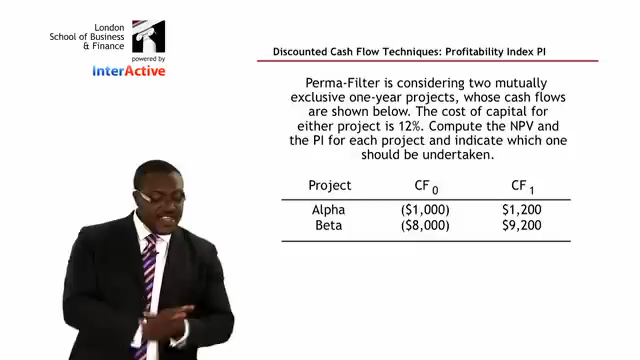 London
School of Business
& Finance
powered by
InterActive
Discounted Cash Flow Techniques: Profitability Index PI
Perma-Filter is considering two mutually
exclusive one-year projects, whose cash flows
are shown below. The cost of capital for
either project is 12%. Compute the NPV and
the PI for each project and indicate which one
should be undertaken.
Project CF0 CF1
Alpha ($1,000) $1,200
Beta ($8,000) $9,200